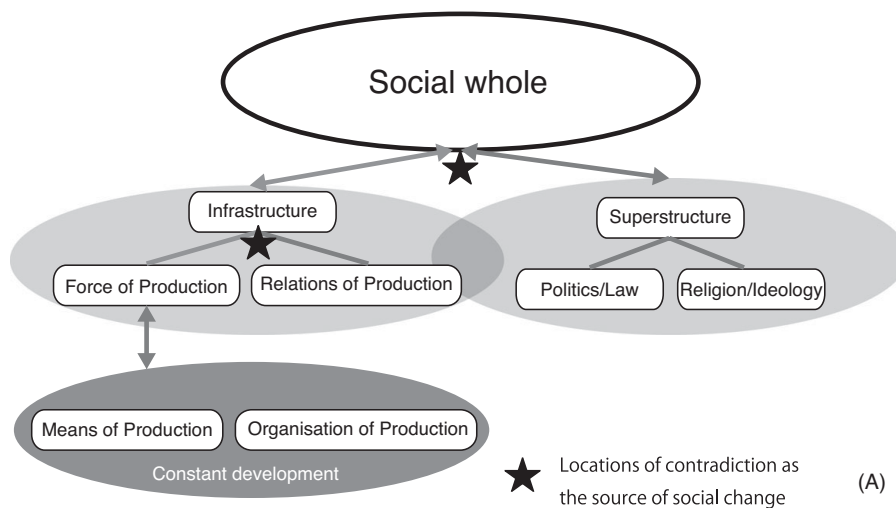 Social whole
Infrastructure
Superstructure
Force of Production
Relations of Production
Politics/Law
Religion/Ideology
Means of Production
Organisation of Production
Constant development
Locations of contradiction as
the source of social change
(A)